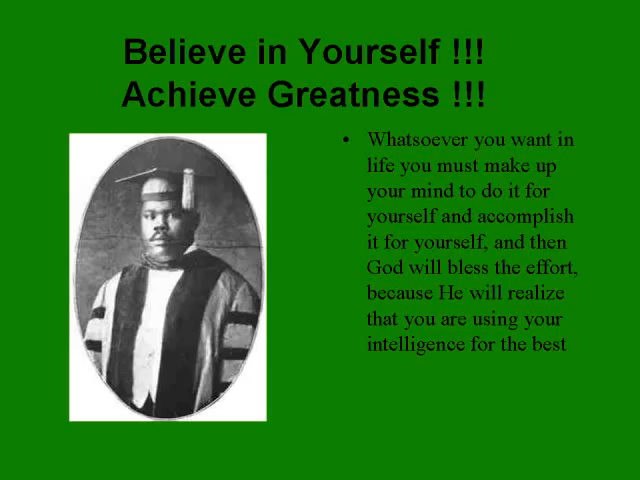 Believe in Yourself !!!
Achieve Greatness !!!
• Whatsoever you want in
life you must make up
your mind to do it for
yourself and accomplish
it for yourself, and then
God will bless the effort,
because He will realize
that you are using your
intelligence for the best